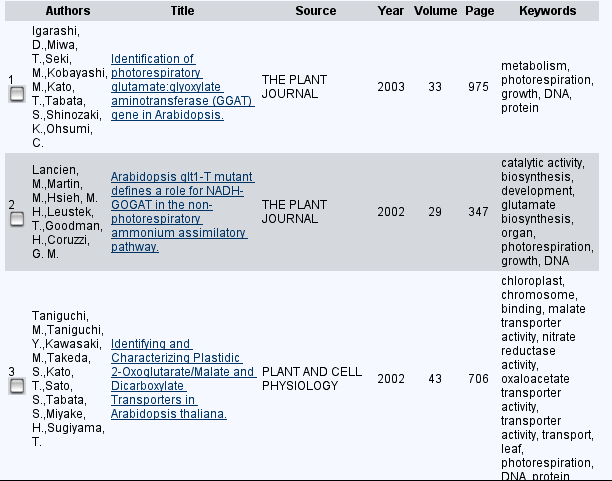 Authors Title Source Year Volume Page Keywords
1
Igarashi,
D.,Miwa,
T.,Seki,
M.,Kobayashi,
M.,Kato,
T.,Tabata,
S.,Shinozaki,
K.,Ohsumi,
C.
Identification of
photorespiratory
glutamate:glyoxylate
aminotransferase (GGAT)
gene in Arabidopsis.
THE PLANT
JOURNAL
2003
33
975
metabolism,
photorespiration,
growth, DNA,
protein
2
Lancien,
M.,Martin,
M.,Hsieh, M.
H.,Leustek,
T.,Goodman,
H.,Coruzzi,
G. M.
Arabidopsis glt1-T mutant
defines a role for NADH-
GOGAT in the non-
photorespiratory
ammonium assimilatory
pathway.
THE PLANT
JOURNAL
2002
29
347
catalytic activity,
biosynthesis,
development,
glutamate
biosynthesis,
organ,
photorespiration,
growth, DNA
3
Taniguchi,
M.,Taniguchi,
Y.,Kawasaki,
M.,Takeda,
S.,Kato,
T.,Sato,
S.,Tabata,
S.,Miyake,
H.,Sugiyama,
T.
Identifying and
Characterizing Plastidic
2-Oxoglutarate/Malate and
Dicarboxylate
Transporters in
Arabidopsis thaliana.
PLANT AND CELL
PHYSIOLOGY
2002
43
706
chloroplast,
chromosome,
binding, malate
transporter
activity, nitrate
reductase
activity,
oxaloacetate
transporter
activity,
transporter
activity, transport,
leaf,
photorespiration,
DNA, protein